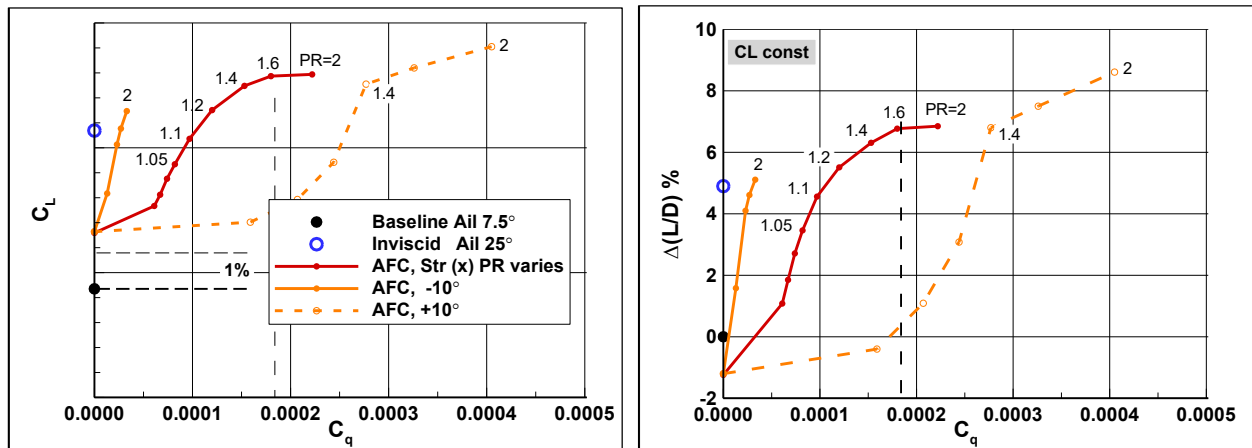 C_L
2
1.05
1.1
1.2
1.4
1.6
PR=2
2
1.4
1%
Baseline Ail 7.5°
Inviscid Ail 25°
AFC, Str (x) PR varies
AFC, -10°
AFC, +10°
0.0000 0.0001 0.0002 0.0003 0.0004 0.0005
C_q
CL const
Δ(L/D) %
10
8
6
4
2
0
-2
2
1.05
1.1
1.2
1.4
1.6
PR=2
2
1.4
0.0000 0.0001 0.0002 0.0003 0.0004 0.0005
C_q